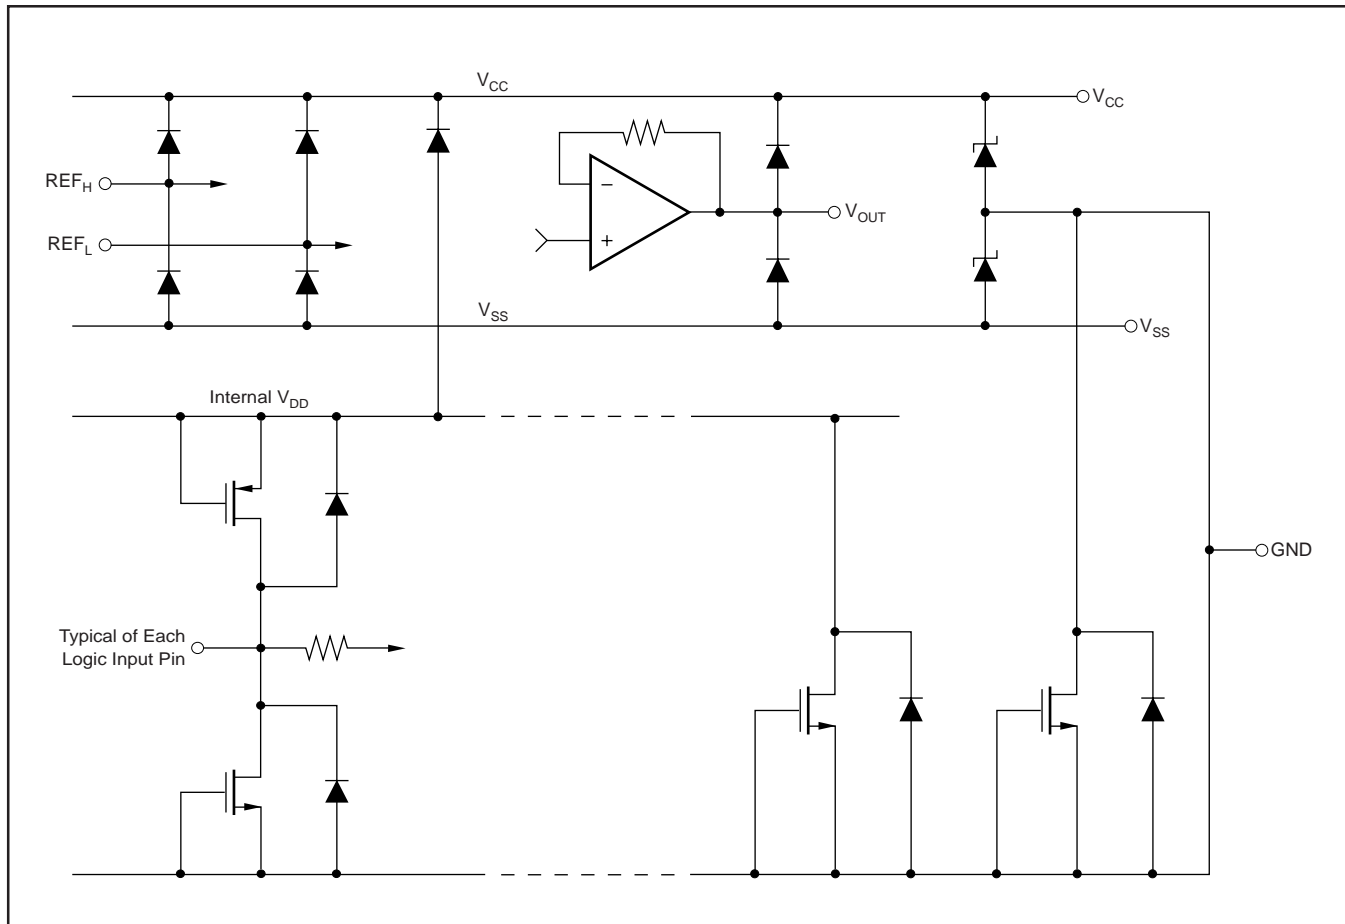 V_CC
V_CC
REF_H
−
V_OUT
REF_L
+
V_SS
V_SS
Internal V_DD
GND
Typical of Each
Logic Input Pin